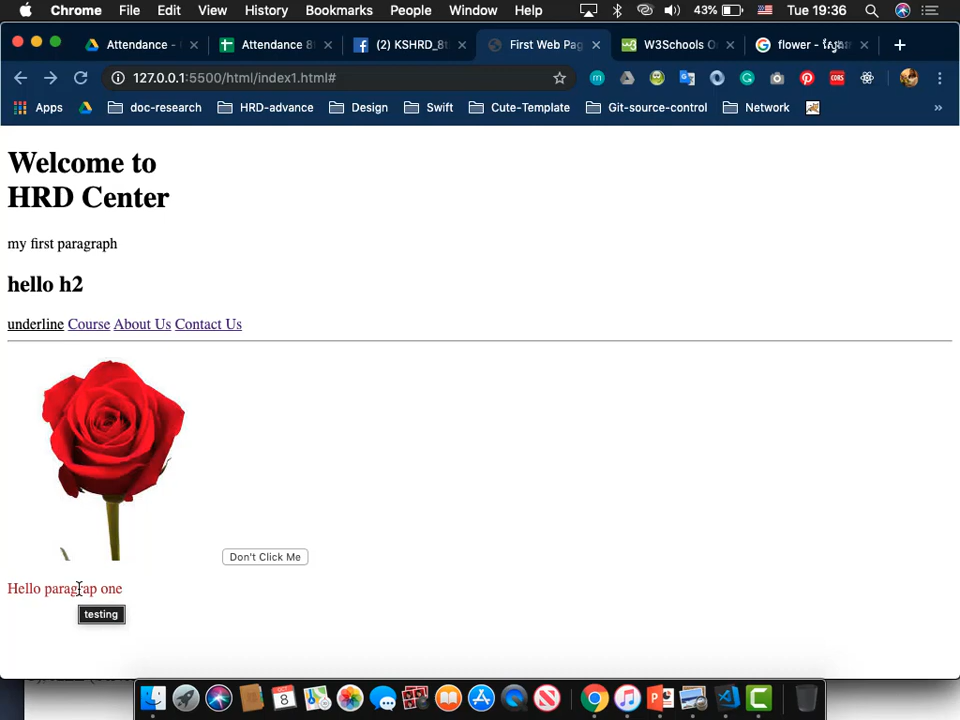 Chrome File Edit View History Bookmarks People Window Help 43% Tue 19:36
Attendance - Attendance 8 (2) KSHRD_8t First Web Pag W3Schools O flower -
127.0.0.1:5500/html/index1.html#
Apps doc-research HRD-advance Design Swift Cute-Template Git-source-control Network »
Welcome to
HRD Center
my first paragraph
hello h2
underline Course About Us Contact Us
Don't Click Me
Hello paragrap one
testing